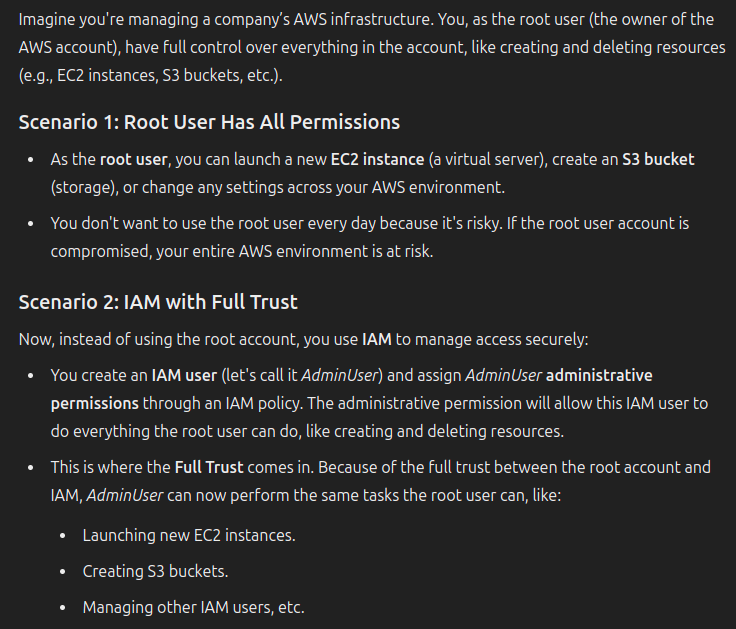 Imagine you're managing a company's AWS infrastructure. You, as the root user (the owner of the
AWS account), have full control over everything in the account, like creating and deleting resources
(e.g., EC2 instances, S3 buckets, etc.).
Scenario 1: Root User Has All Permissions
• As the root user, you can launch a new EC2 instance (a virtual server), create an S3 bucket
(storage), or change any settings across your AWS environment.
• You don't want to use the root user every day because it's risky. If the root user account is
compromised, your entire AWS environment is at risk.
Scenario 2: IAM with Full Trust
Now, instead of using the root account, you use IAM to manage access securely:
• You create an IAM user (let's call it AdminUser) and assign AdminUser administrative
permissions through an IAM policy. The administrative permission will allow this IAM user to
do everything the root user can do, like creating and deleting resources.
• This is where the Full Trust comes in. Because of the full trust between the root account and
IAM, AdminUser can now perform the same tasks the root user can, like:
• Launching new EC2 instances.
• Creating S3 buckets.
• Managing other IAM users, etc.